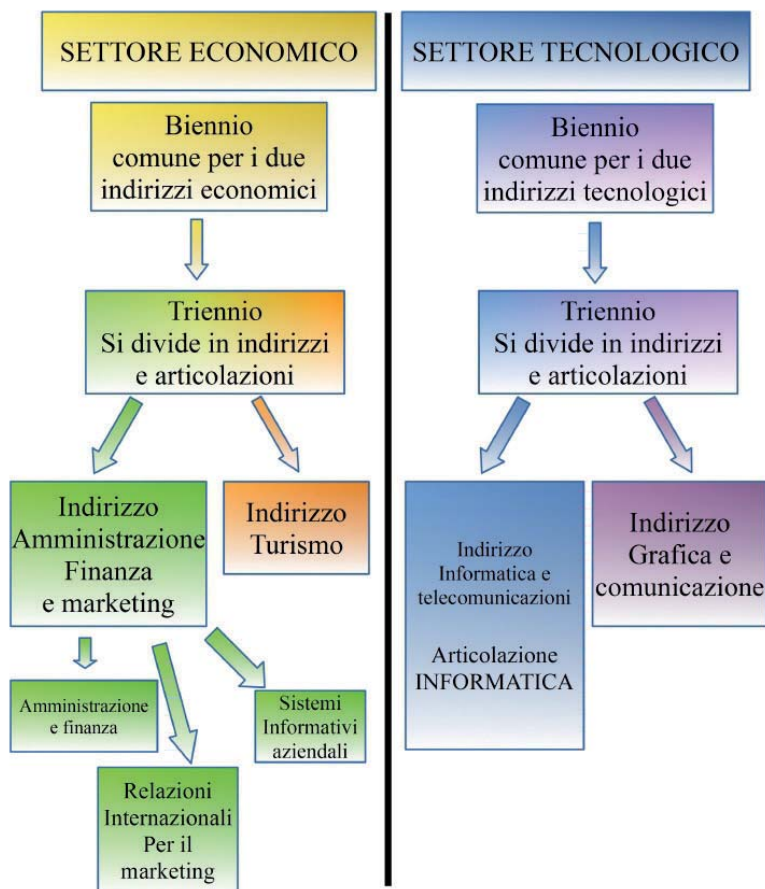 SETTORE ECONOMICO
Biennio
comune per i due
indirizzi economici
Triennio
Si divide in indirizzi
e articolazioni
Indirizzo
Amministrazione
Finanza
e marketing
Indirizzo
Turismo
Amministrazione
e finanza
Relazioni
Internazionali
Per il
marketing
Sistemi
Informativi
aziendali
SETTORE TECNOLOGICO
Biennio
comune per i due
indirizzi tecnologici
Triennio
Si divide in indirizzi
e articolazioni
Indirizzo
Informatica e
telecomunicazioni
Articolazione
INFORMATICA
Indirizzo
Grafica e
comunicazione